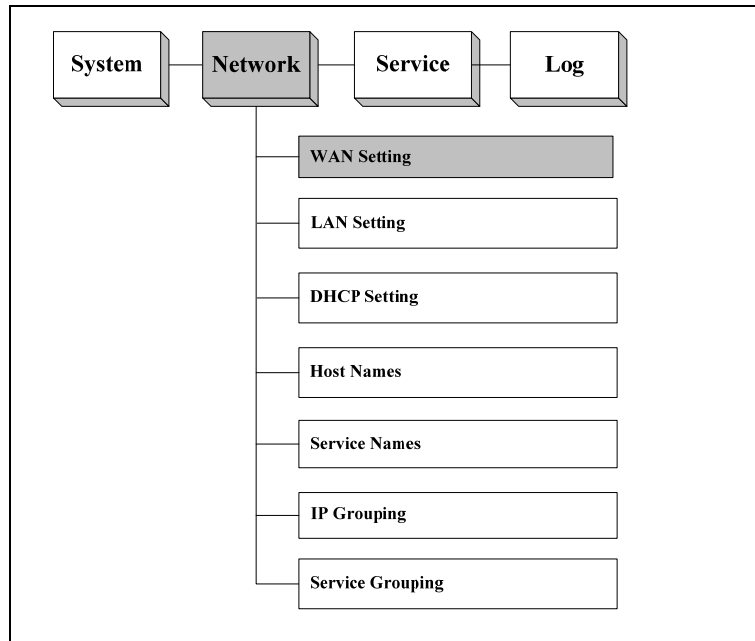 System
Network
Service
Log
WAN Setting
LAN Setting
DHCP Setting
Host Names
Service Names
IP Grouping
Service Grouping